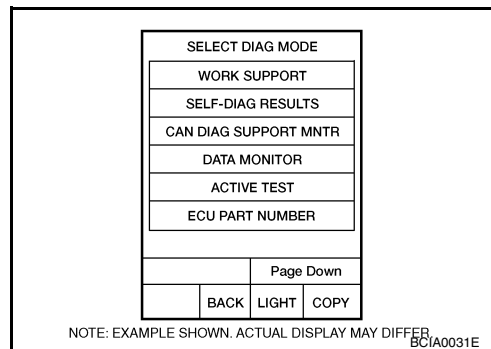 SELECT DIAG MODE
WORK SUPPORT
SELF-DIAG RESULTS
CAN DIAG SUPPORT MNTR
DATA MONITOR
ACTIVE TEST
ECU PART NUMBER
Page Down
BACK LIGHT COPY
NOTE: EXAMPLE SHOWN. ACTUAL DISPLAY MAY DIFFER.
BCIA0031E